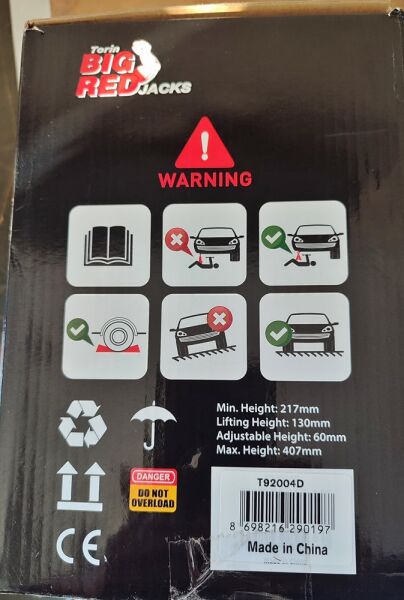 Torin
BIG
RED JACKS
WARNING
Min. Height: 217mm
Lifting Height: 130mm
Adjustable Height: 60mm
Max. Height: 407mm
DANGER
DO NOT
OVERLOAD
CE
T92004D
8 698216 290197
Made in China